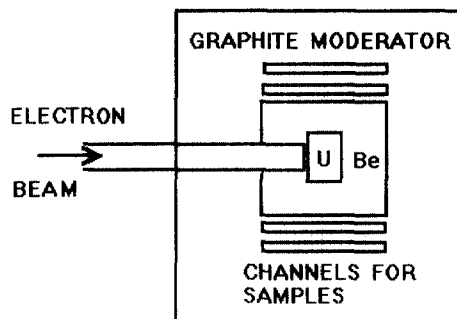 GRAPHITE MODERATOR
ELECTRON
BEAM
U Be
CHANNELS FOR
SAMPLES